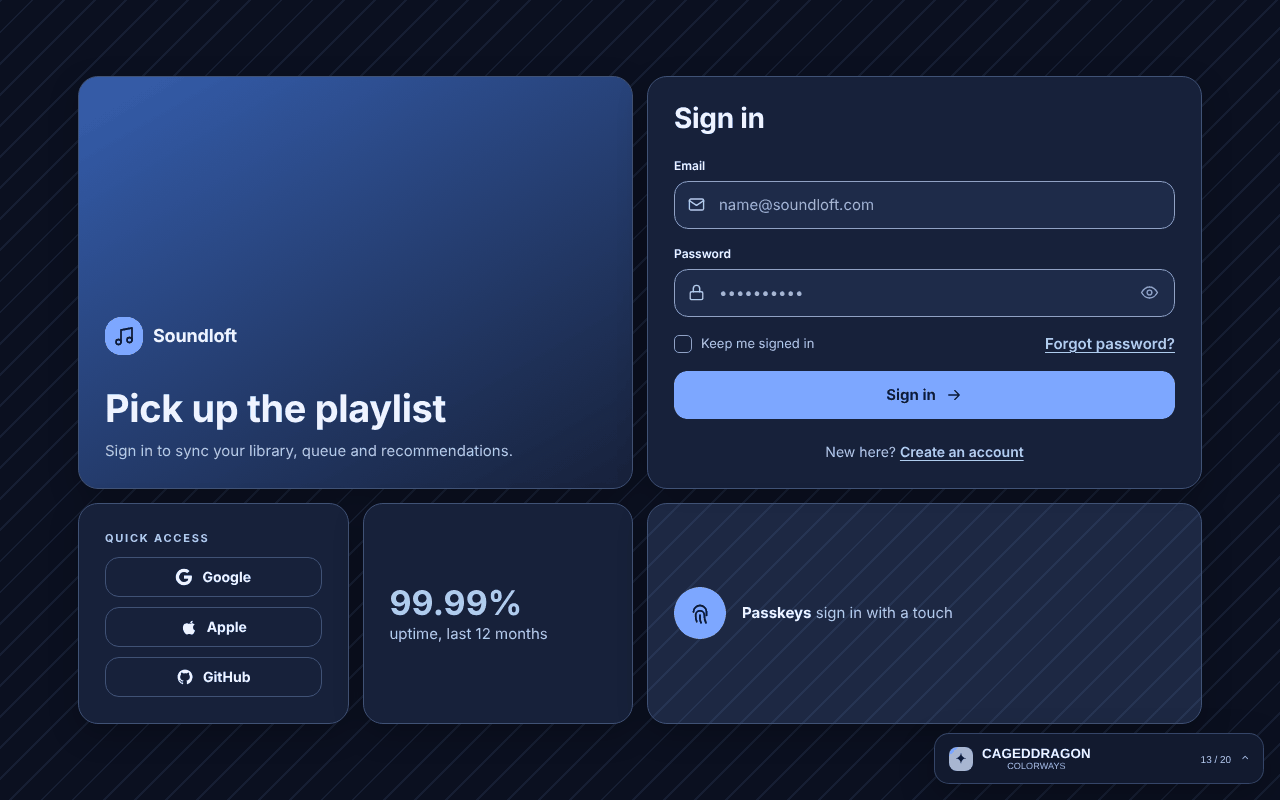 Soundloft
Pick up the playlist
Sign in to sync your library, queue and recommendations.
Sign in
Email
name@soundloft.com
Password
••••••••••
Keep me signed in
Forgot password?
Sign in
New here? Create an account
QUICK ACCESS
Google
Apple
GitHub
99.99%
uptime, last 12 months
Passkeys sign in with a touch
CAGEDDRAGON
COLORWAYS
13 / 20